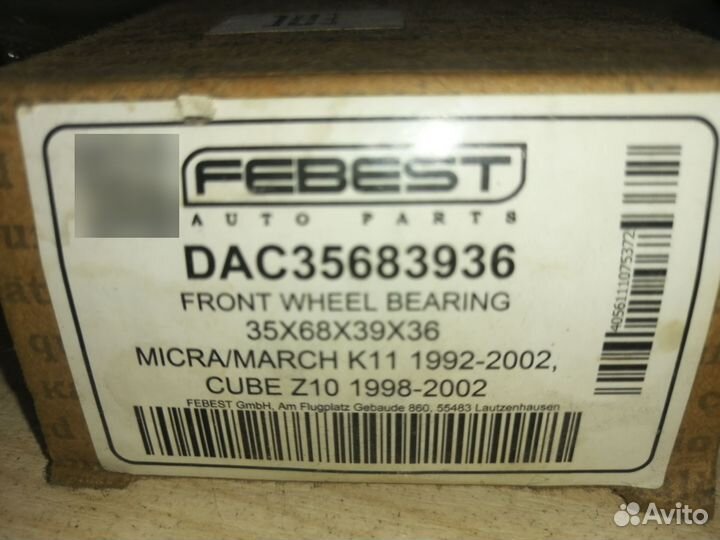 FEBEST
AUTO PARTS
DAC35683936
FRONT WHEEL BEARING
35X68X39X36
MICRA/MARCH K11 1992-2002,
CUBE Z10 1998-2002
FEBEST GmbH, Am Flugplatz Gebaude 860, 55483 Lautzenhausen
4056111075372
Avito